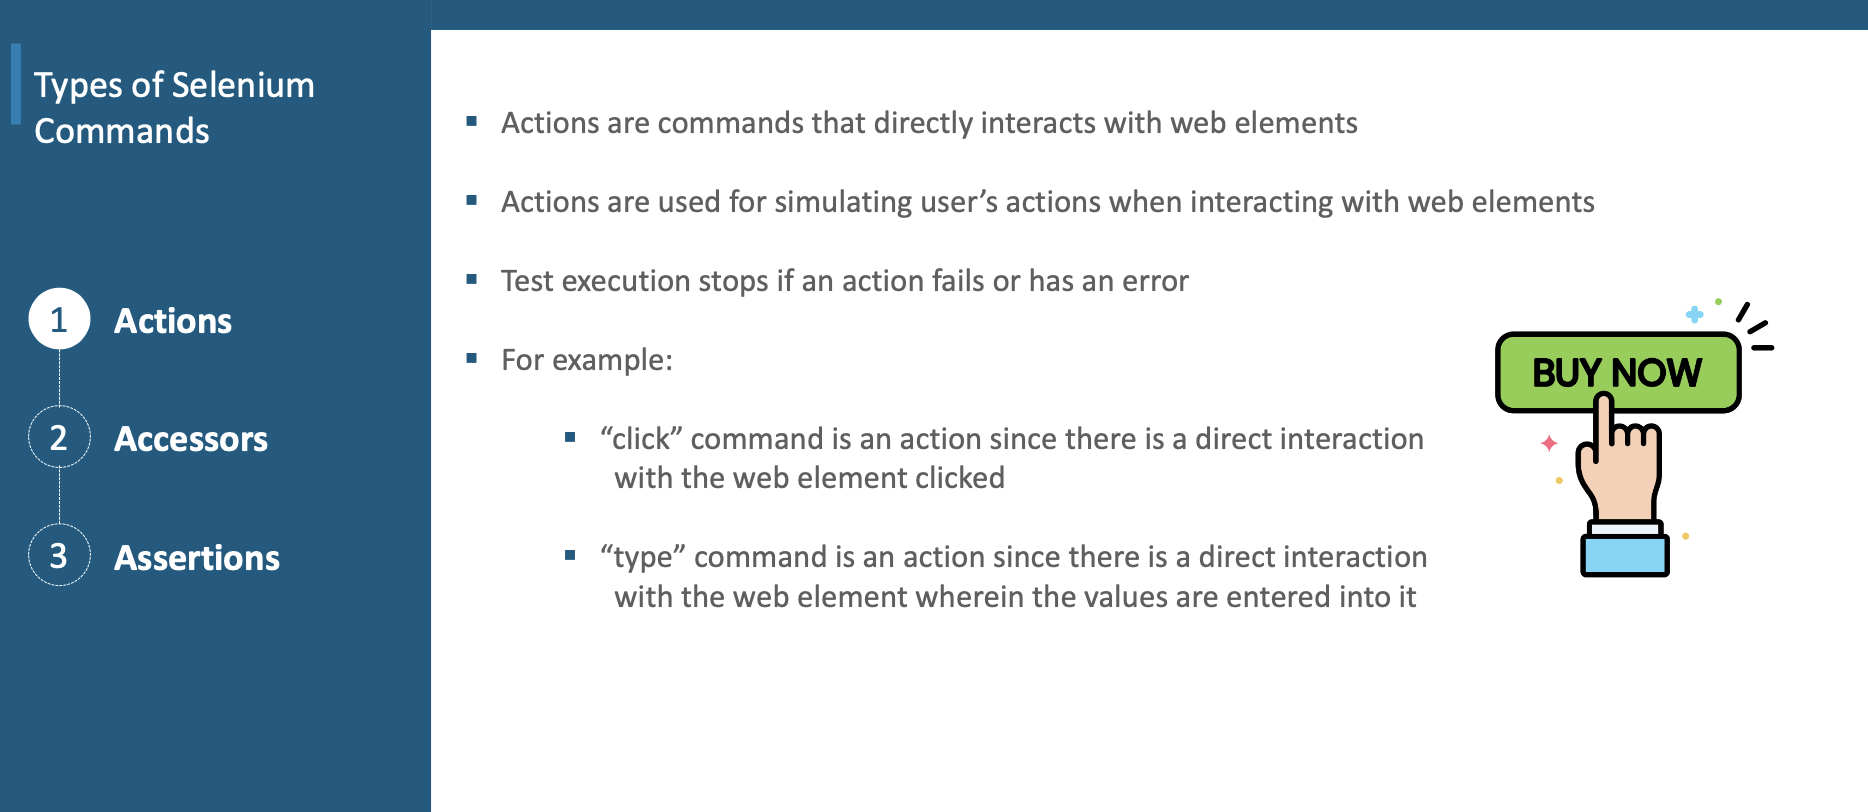 Types of Selenium
Commands
1 Actions
2 Accessors
3 Assertions
▪ Actions are commands that directly interacts with web elements
▪ Actions are used for simulating user’s actions when interacting with web elements
▪ Test execution stops if an action fails or has an error
▪ For example:
▪ “click” command is an action since there is a direct interaction
with the web element clicked
▪ “type” command is an action since there is a direct interaction
with the web element wherein the values are entered into it
BUY NOW